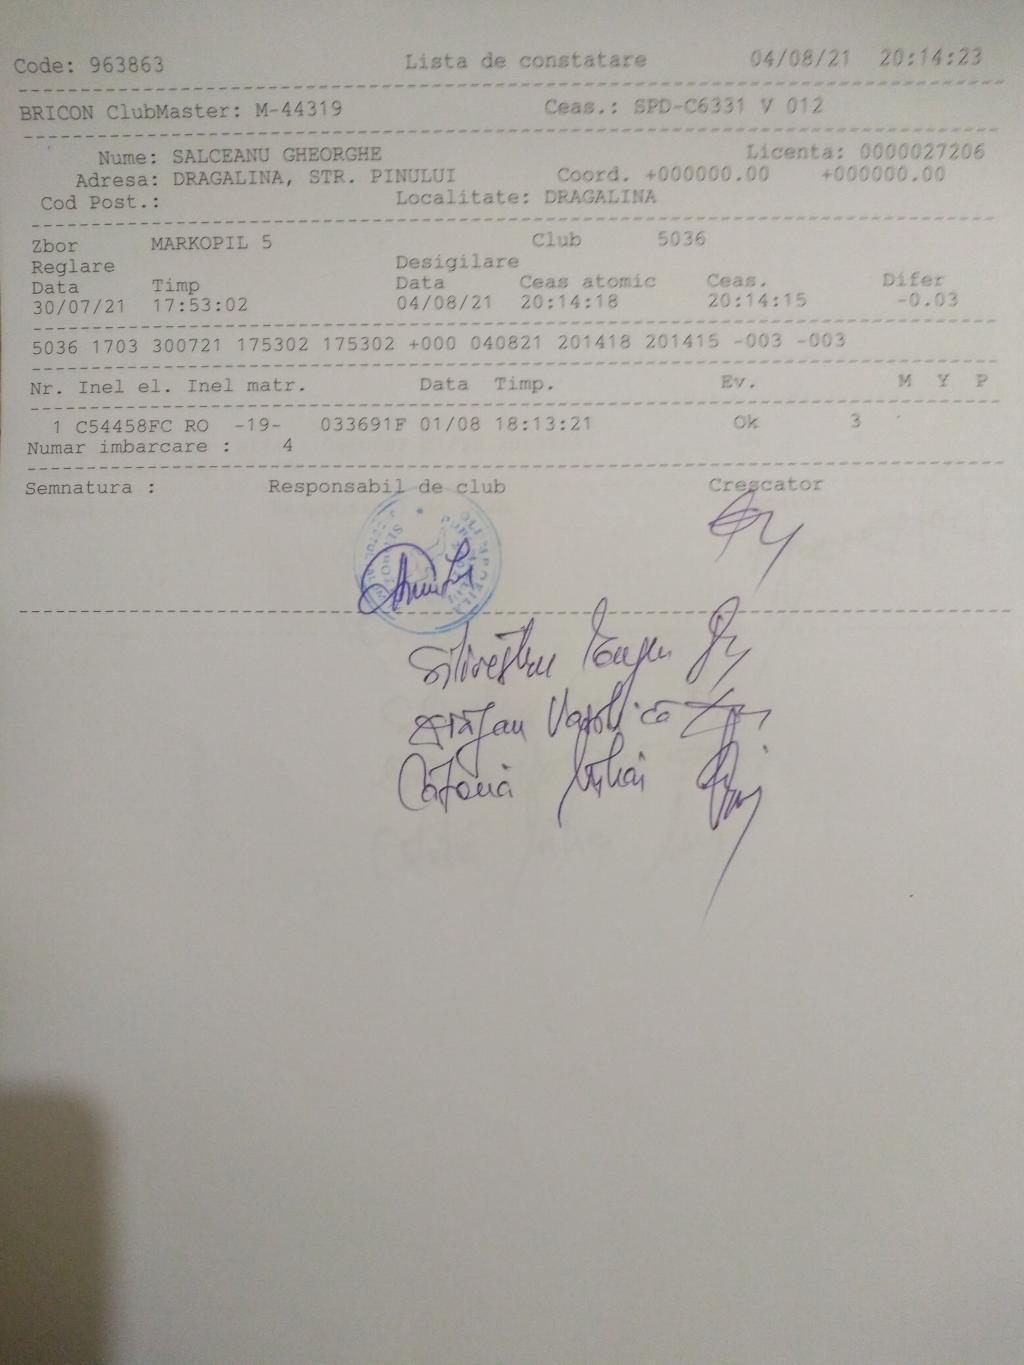 Code: 963863 Lista de constatare 04/08/21 20:14:23
BRICON ClubMaster: M-44319 Ceas.: SPD-C6331 V 012
Nume: SALCEANU GHEORGHE Licenta: 0000027206
Adresa: DRAGALINA, STR. PINULUI Coord. +000000.00 +000000.00
Cod Post.: Localitate: DRAGALINA
Zbor MARKOPIL 5 Club 5036
Reglare Desigilare
Data Timp Data Ceas atomic Ceas. Difer
30/07/21 17:53:02 04/08/21 20:14:18 20:14:15 -0.03
5036 1703 300721 175302 175302 +000 040821 201418 201415 -003 -003
Nr. Inel el. Inel matr. Data Timp. Ev. M Y P
1 C54458FC RO -19- 033691F 01/08 18:13:21 Ok 3
Numar imbarcare : 4
Semnatura : Responsabil de club Crescator
Silivestru Eugen
Vasilică
Mihai